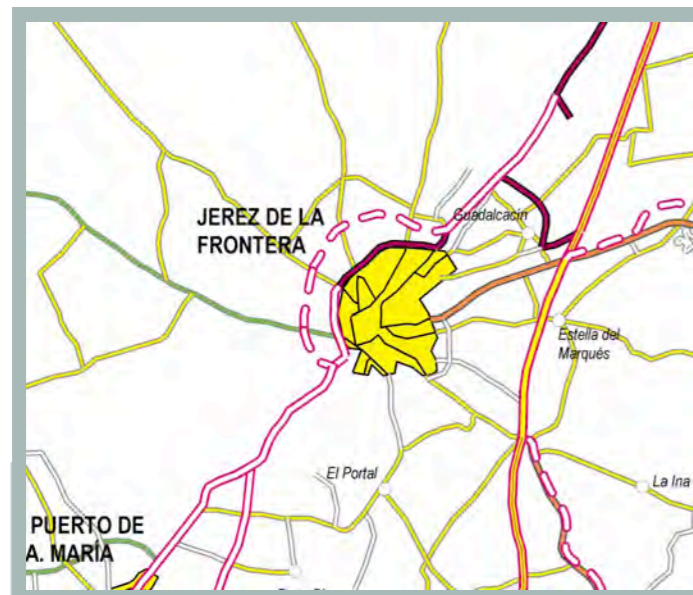 JEREZ DE LA
FRONTERA
Guadalcacín
Estella del
Marqués
El Portal
La Ina
PUERTO DE
A. MARÍA